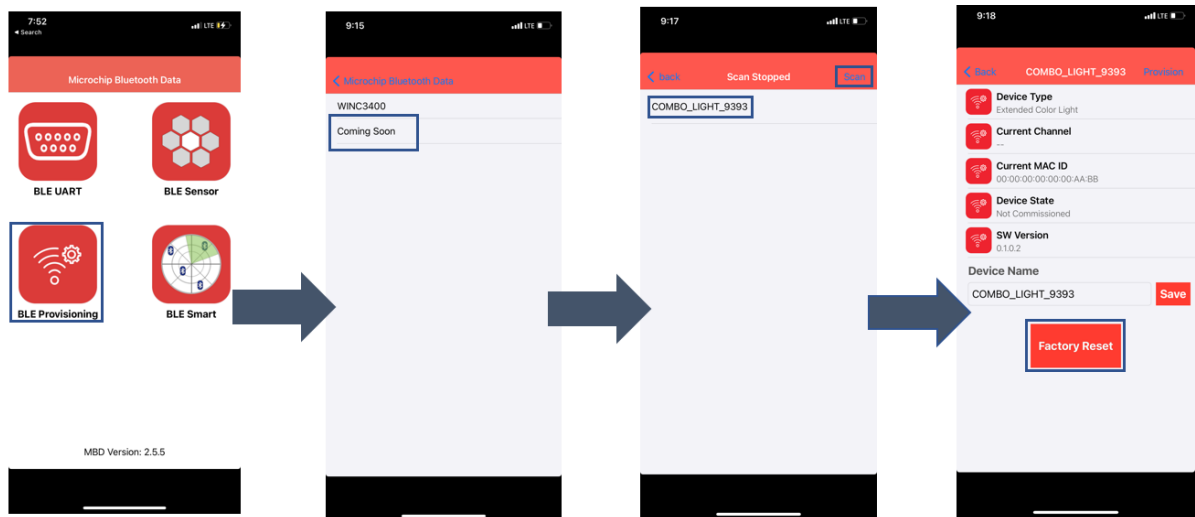 7:52
LTE
Search
Microchip Bluetooth Data
BLE UART
BLE Sensor
BLE Provisioning
BLE Smart
MBD Version: 2.5.5
9:15
LTE
Microchip Bluetooth Data
WINC3400
Coming Soon
9:17
LTE
back
Scan Stopped
Scan
COMBO_LIGHT_9393
9:18
LTE
Back
COMBO_LIGHT_9393
Provision
Device Type
Extended Color Light
Current Channel
--
Current MAC ID
00:00:00:00:00:00:AA:BB
Device State
Not Commissioned
SW Version
0.1.0.2
Device Name
COMBO_LIGHT_9393
Save
Factory Reset